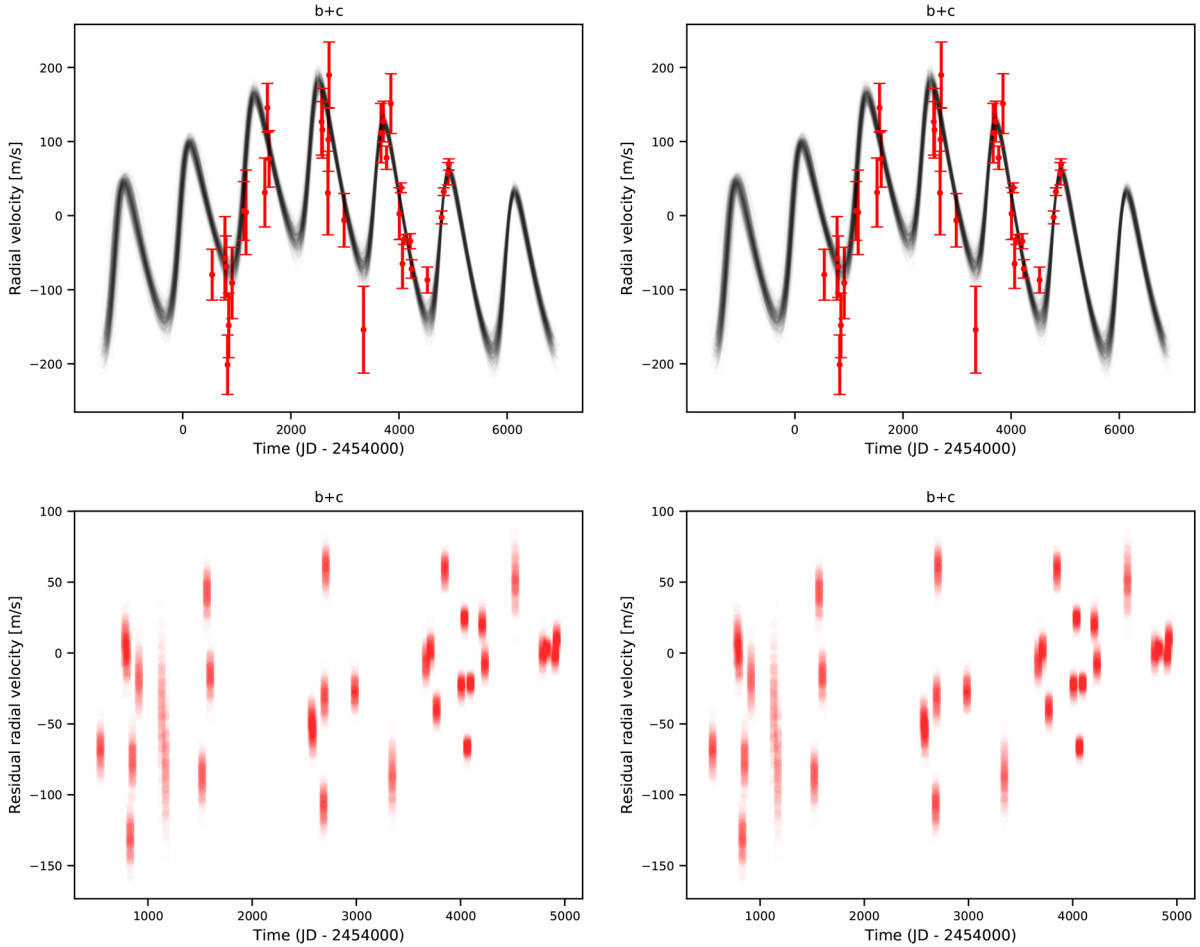 b+c
200
100
0
−100
−200
Radial velocity [m/s]
0 2000 4000 6000
Time (JD - 2454000)
b+c
200
100
0
−100
−200
Radial velocity [m/s]
0 2000 4000 6000
Time (JD - 2454000)
b+c
100
50
0
−50
−100
−150
Residual radial velocity [m/s]
1000 2000 3000 4000 5000
Time (JD - 2454000)
b+c
100
50
0
−50
−100
−150
Residual radial velocity [m/s]
1000 2000 3000 4000 5000
Time (JD - 2454000)